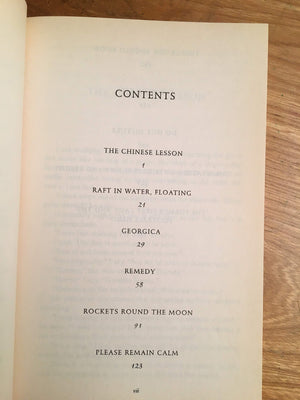 CONTENTS
THE CHINESE LESSON
1
RAFT IN WATER, FLOATING
21
GEORGICA
29
REMEDY
58
ROCKETS ROUND THE MOON
91
PLEASE REMAIN CALM
123
vii